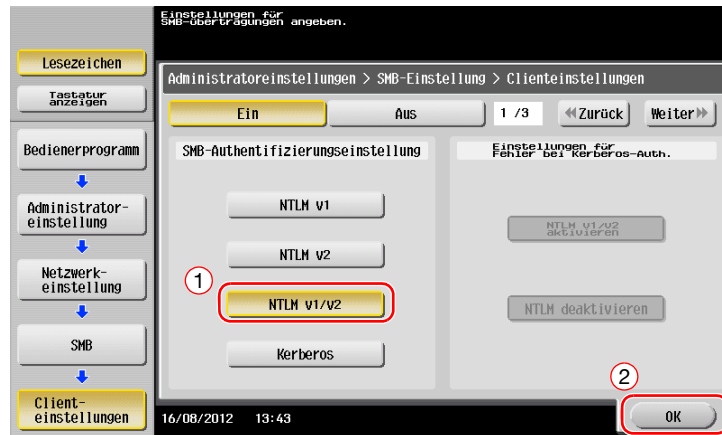 Einstellungen für
SMB-Übertragungen angeben.
Lesezeichen
Tastatur
anzeigen
Bedienerprogramm
Administrator-
einstellung
Netzwerk-
einstellung
SMB
Client-
einstellungen
Administratoreinstellungen > SMB-Einstellung > Clienteinstellungen
Ein
Aus
1 /3
Zurück
Weiter
SMB-Authentifizierungseinstellung
Einstellungen für
Fehler bei Kerberos-Auth.
NTLM v1
NTLM v1/v2
aktivieren
NTLM v2
1
NTLM v1/v2
NTLM deaktivieren
Kerberos
2
16/08/2012 13:43
OK